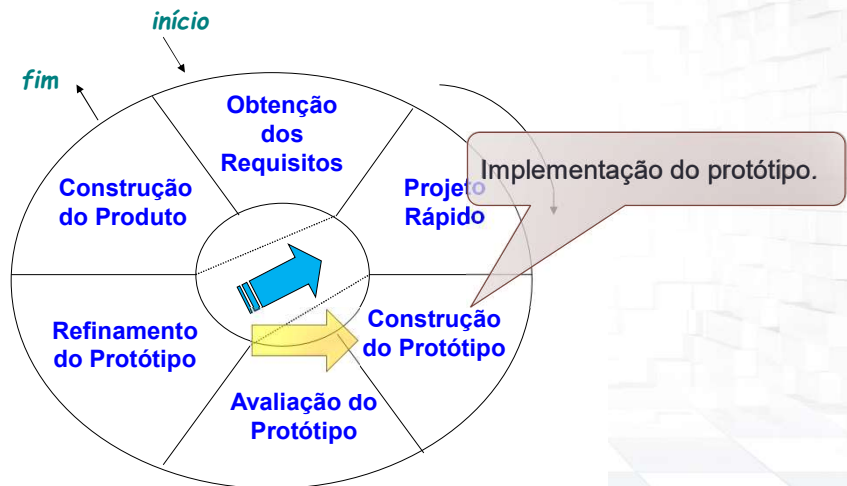 início
fim
Obtenção
dos
Requisitos
Projeto
Rápido
Implementação do protótipo.
Construção
do Protótipo
Avaliação do
Protótipo
Refinamento
do Protótipo
Construção
do Produto